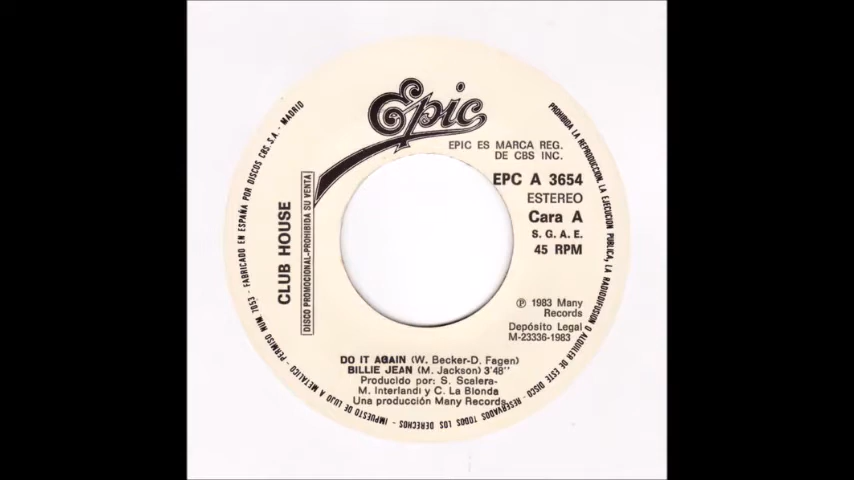 Epic
EPIC ES MARCA REG.
DE CBS INC.
EPC A 3654
ESTEREO
Cara A
S. G. A. E.
45 RPM
CLUB HOUSE
DISCO PROMOCIONAL-PROHIBIDA SU VENTA
℗ 1983 Many
Records
Depósito Legal
M-23336-1983
DO IT AGAIN (W. Becker-D. Fagen)
BILLIE JEAN (M. Jackson) 3'48"
Producido por: S. Scalera-
M. Interlandi y C. La Bionda
Una producción Many Records
PROHIBIDA LA REPRODUCCION, LA EJECUCION PUBLICA, LA RADIODIFUSION O ALQUILER DE ESTE DISCO - RESERVADOS TODOS LOS DERECHOS - IMPUESTO DE LUJO A METALICO - PERMISO NUM. 7053 - FABRICADO EN ESPAÑA POR DISCOS CBS, S.A. - MADRID